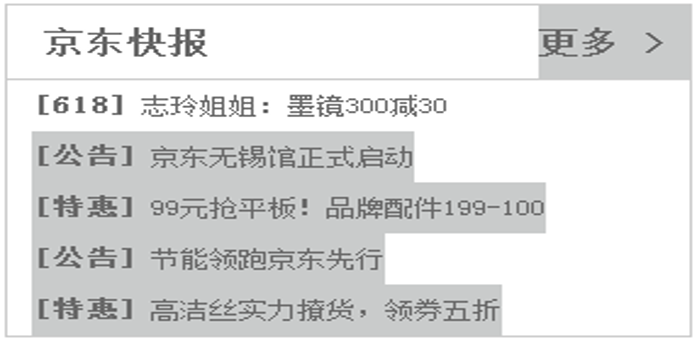 京东快报 更多 >
[618] 志玲姐姐：墨镜300减30
[公告] 京东无锡馆正式启动
[特惠] 99元抢平板！品牌配件199-100
[公告] 节能领跑京东先行
[特惠] 高洁丝实力撩货，领券五折